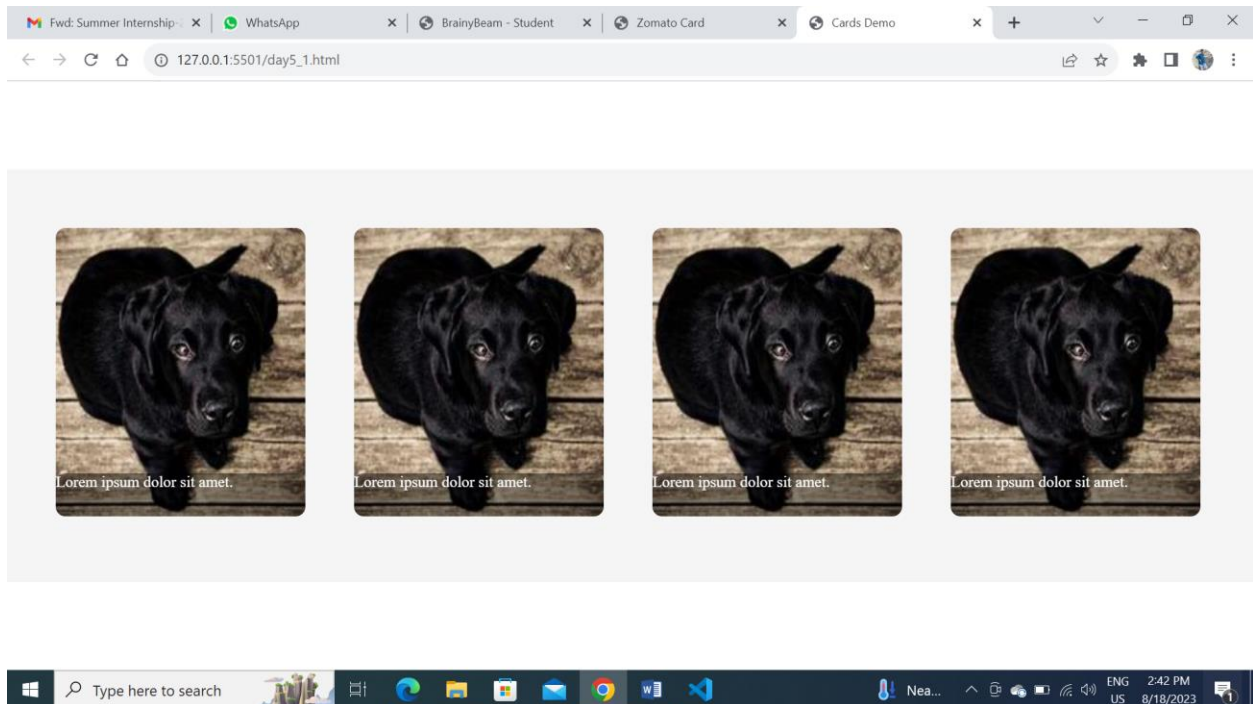 Fwd: Summer Internship-
WhatsApp
BrainyBeam - Student
Zomato Card
Cards Demo
127.0.0.1:5501/day5_1.html
Lorem ipsum dolor sit amet.
Lorem ipsum dolor sit amet.
Lorem ipsum dolor sit amet.
Lorem ipsum dolor sit amet.
Type here to search
Nea...
ENG
US
2:42 PM
8/18/2023
1